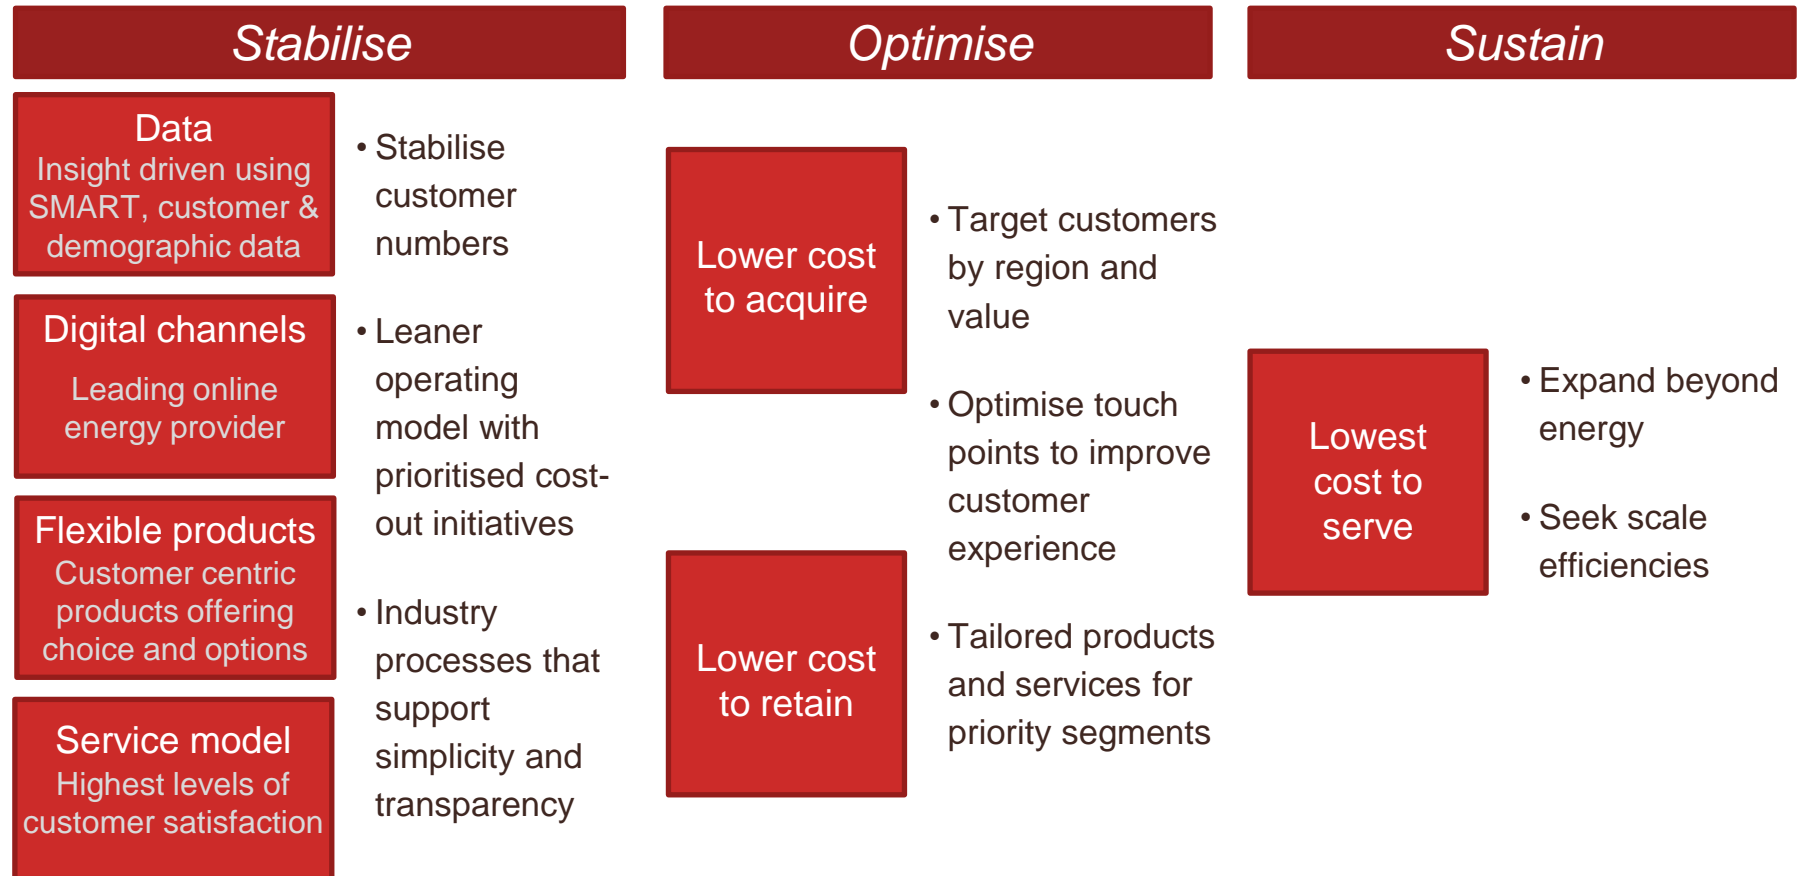 Stabilise
Data
Insight driven using
SMART, customer &
demographic data
Digital channels
Leading online
energy provider
Flexible products
Customer centric
products offering
choice and options
Service model
Highest levels of
customer satisfaction
• Stabilise
customer
numbers
• Leaner
operating
model with
prioritised cost-
out initiatives
• Industry
processes that
support
simplicity and
transparency
Optimise
Lower cost
to acquire
Lower cost
to retain
• Target customers
by region and
value
• Optimise touch
points to improve
customer
experience
• Tailored products
and services for
priority segments
Sustain
Lowest
cost to
serve
• Expand beyond
energy
• Seek scale
efficiencies